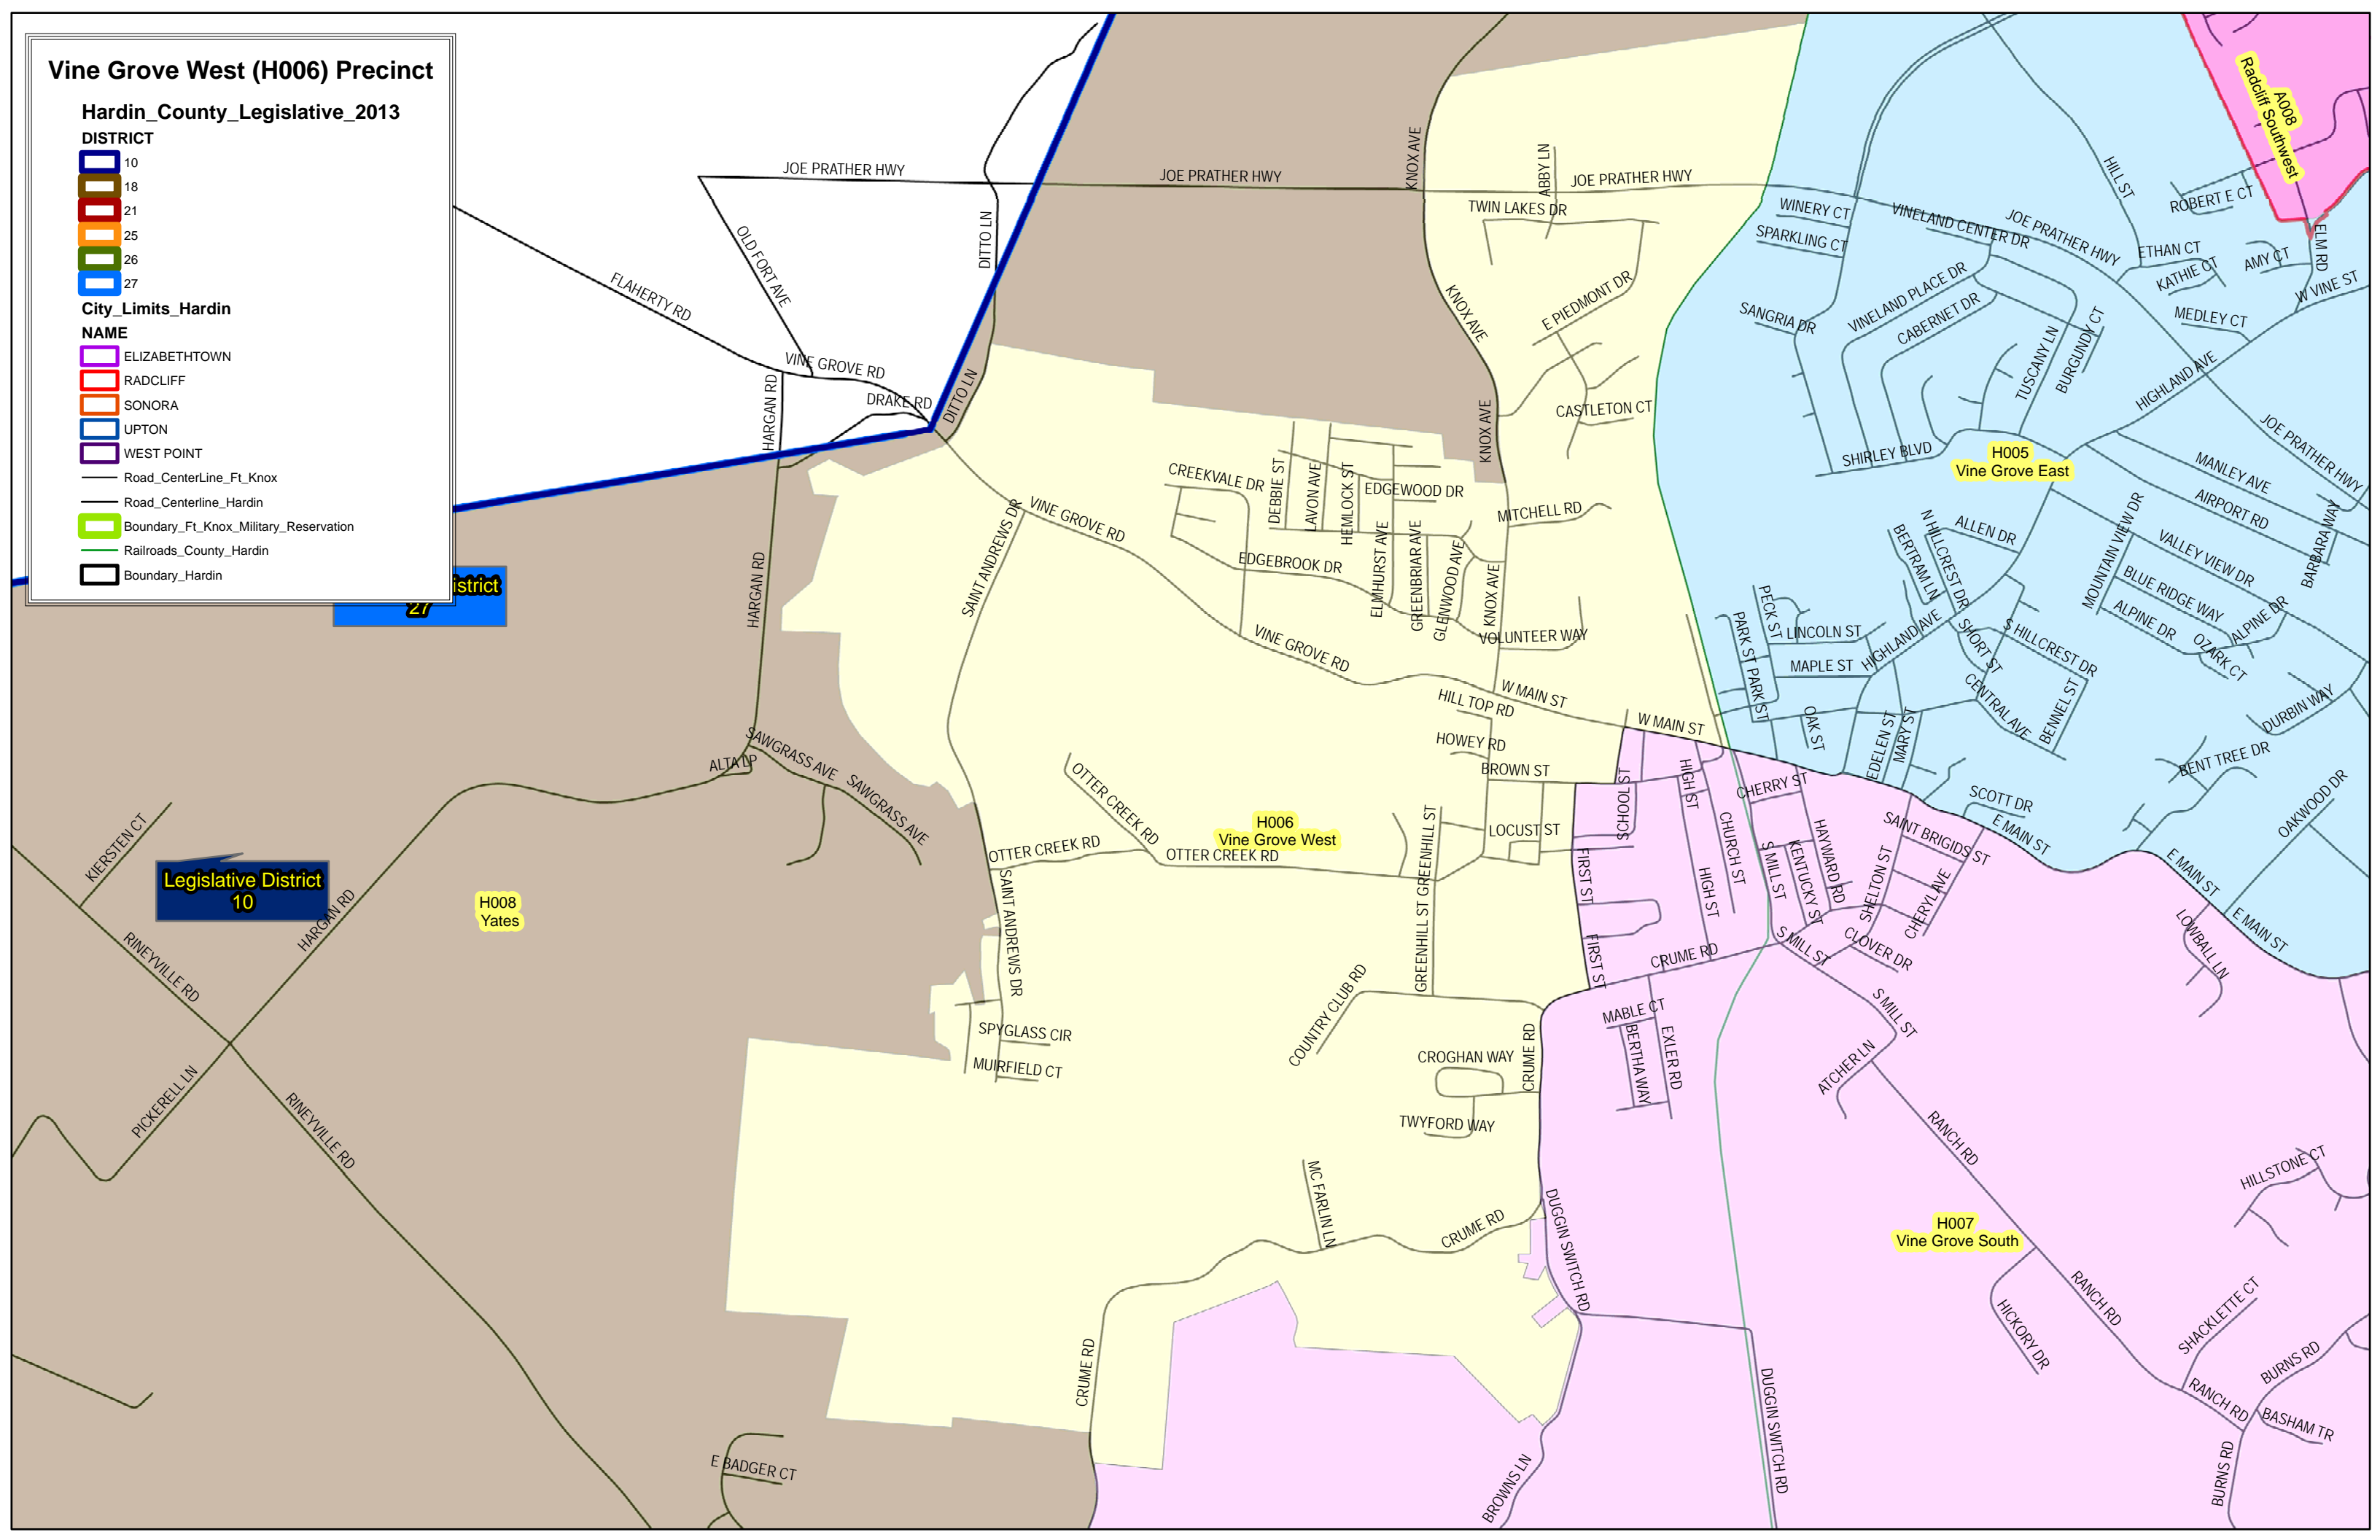 Vine Grove West (H006) Precinct
Hardin_County_Legislative_2013
DISTRICT
10
18
21
25
26
27
City_Limits_Hardin
NAME
ELIZABETHTOWN
RADCLIFF
SONORA
UPTON
WEST POINT
Road_CenterLine_Ft_Knox
Road_Centerline_Hardin
Boundary_Ft_Knox_Military_Reservation
Railroads_County_Hardin
Boundary_Hardin
istrict
27
Legislative District
10
H008
Yates
H006
Vine Grove West
H005
Vine Grove East
H007
Vine Grove South
A008
Radcliff Southwest
JOE PRATHER HWY
JOE PRATHER HWY
JOE PRATHER HWY
JOE PRATHER HWY
JOE PRATHER HWY
OLD FORT AVE
FLAHERTY RD
DITTO LN
DITTO LN
VINE GROVE RD
DRAKE RD
HARGAN RD
HARGAN RD
HARGAN RD
KNOX AVE
KNOX AVE
KNOX AVE
KNOX AVE
ABBY LN
TWIN LAKES DR
E PIEDMONT DR
CASTLETON CT
WINERY CT
SPARKLING CT
VINELAND CENTER DR
HILL ST
ROBERT E CT
ETHAN CT
KATHIE CT
AMY CT
ELM RD
W VINE ST
MEDLEY CT
SANGRIA DR
VINELAND PLACE DR
CABERNET DR
TUSCANY LN
BURGUNDY CT
HIGHLAND AVE
SHIRLEY BLVD
MANLEY AVE
AIRPORT RD
BARBARA WAY
VALLEY VIEW DR
MOUNTAIN VIEW DR
BLUE RIDGE WAY
ALPINE DR
ALPINE DR
OZARK CT
DURBIN WAY
ALLEN DR
N HILLCREST DR
BERTRAM LN
HIGHLAND AVE
SHORT ST
S HILLCREST DR
CENTRAL AVE
BENNEL ST
PECK ST
PARK ST
PARK ST
LINCOLN ST
MAPLE ST
OAK ST
EDELEN ST
MARY ST
BENT TREE DR
OAKWOOD DR
SCOTT DR
E MAIN ST
E MAIN ST
E MAIN ST
LOWBALL LN
CREEKVALE DR
DEBBIE ST
LAVON AVE
HEMLOCK ST
EDGEWOOD DR
MITCHELL RD
EDGEBROOK DR
ELMHURST AVE
GREENBRIAR AVE
GLENWOOD AVE
VOLUNTEER WAY
SAINT ANDREWS DR
VINE GROVE RD
VINE GROVE RD
W MAIN ST
W MAIN ST
HILL TOP RD
HOWEY RD
BROWN ST
SCHOOL ST
HIGH ST
HIGH ST
CHURCH ST
CHERRY ST
HAYWARD RD
KENTUCKY ST
S MILL ST
S MILL ST
S MILL ST
SAINT BRIGIDS ST
SHELTON ST
CHERYL AVE
CLOVER DR
SAWGRASS AVE
SAWGRASS AVE
ALTA LP
OTTER CREEK RD
OTTER CREEK RD
OTTER CREEK RD
GREENHILL ST
GREENHILL ST
LOCUST ST
FIRST ST
FIRST ST
CRUME RD
COUNTRY CLUB RD
SAINT ANDREWS DR
SPYGLASS CIR
MUIRFIELD CT
CROGHAN WAY
TWYFORD WAY
CRUME RD
MABLE CT
BERTHA WAY
EXLER RD
ATCHER LN
RANCH RD
RANCH RD
RANCH RD
HILLSTONE CT
HICKORY DR
SHACKLETTE CT
BURNS RD
BURNS RD
BASHAM TR
MC FARLIN LN
CRUME RD
CRUME RD
DUGGIN SWITCH RD
DUGGIN SWITCH RD
BROWNS LN
KIERSTEN CT
RINEYVILLE RD
RINEYVILLE RD
PICKERELL LN
E BADGER CT